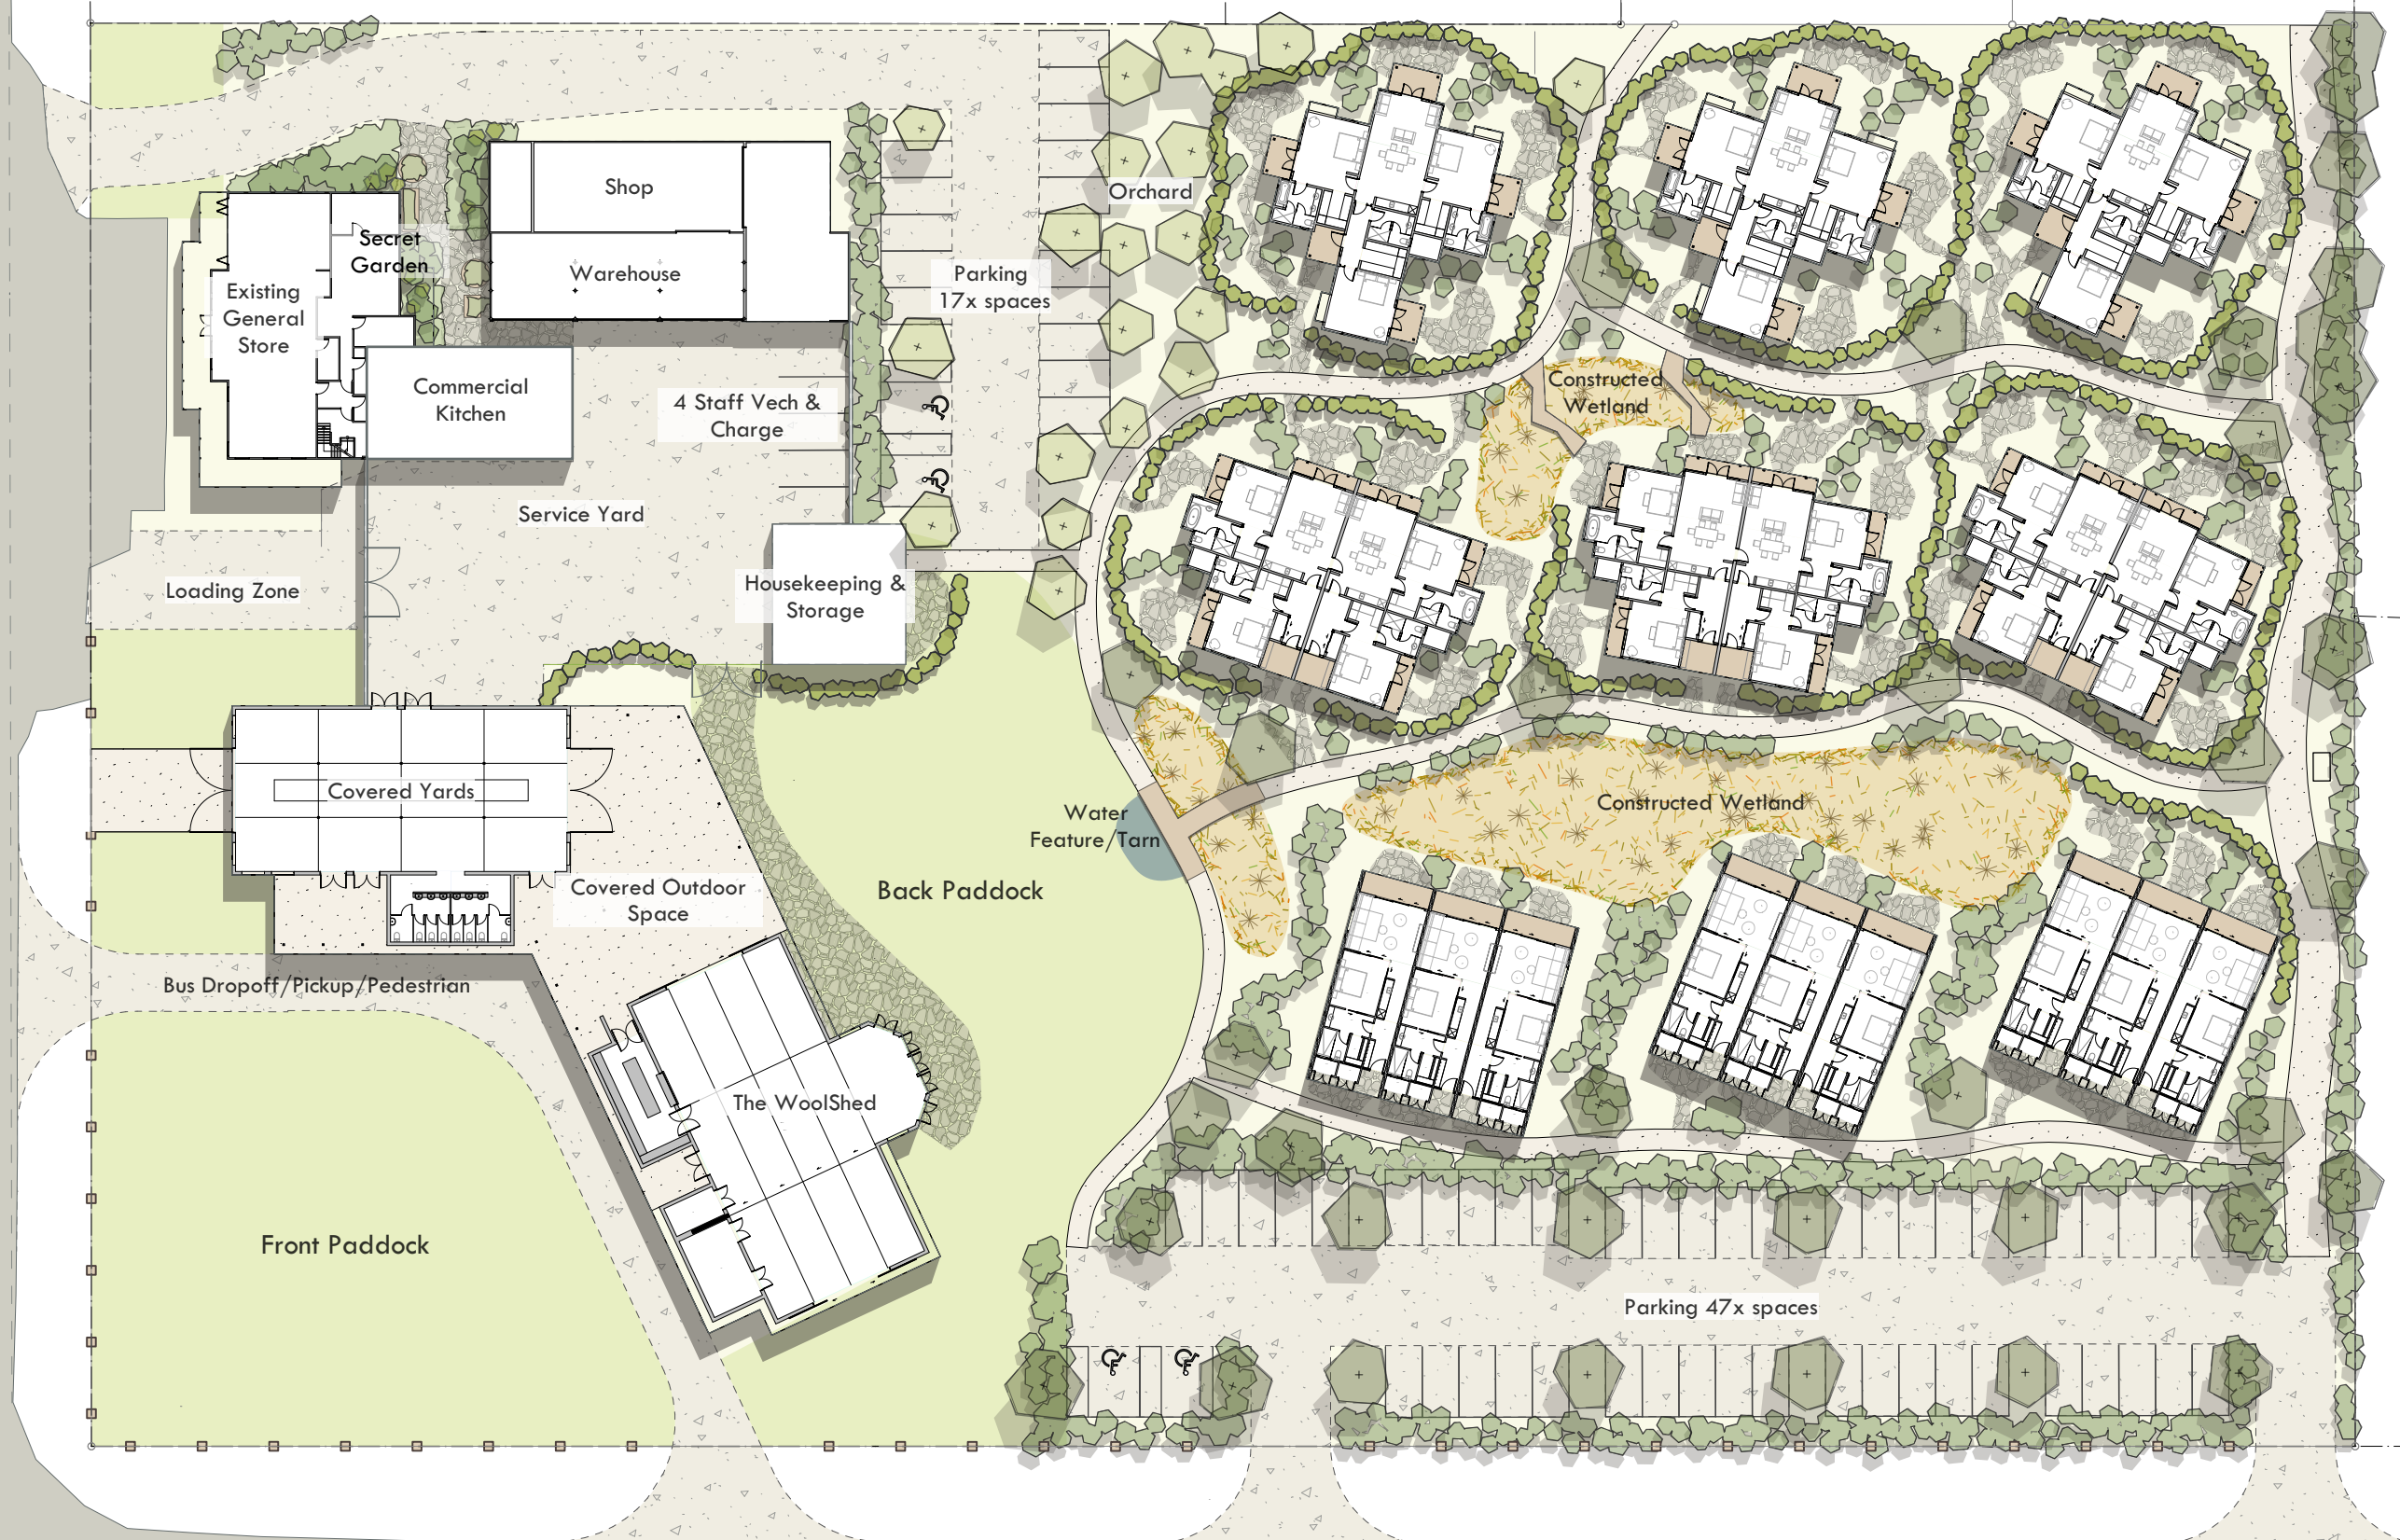 Shop
Orchard
Secret
Garden
Warehouse
Parking
17x spaces
Existing
General
Store
Commercial
Kitchen
4 Staff Vech &
Charge
Constructed
Wetland
Service Yard
Loading Zone
Housekeeping &
Storage
Covered Yards
Water
Feature/Tarn
Constructed Wetland
Covered Outdoor
Space
Back Paddock
Bus Dropoff/Pickup/Pedestrian
The WoolShed
Front Paddock
Parking 47x spaces